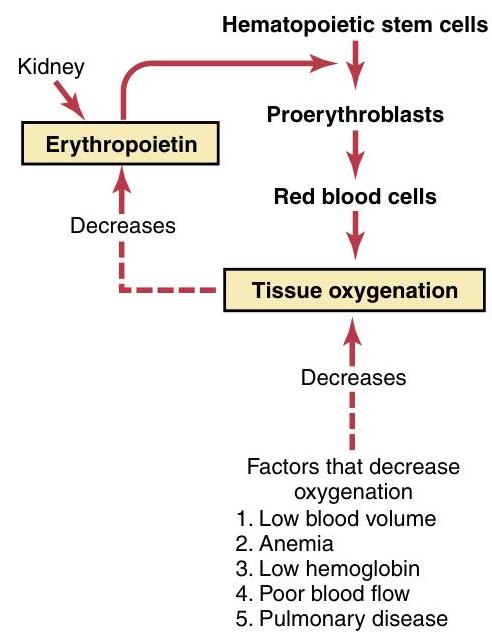 Hematopoietic stem cells
Kidney
Proerythroblasts
Erythropoietin
Red blood cells
Decreases
Tissue oxygenation
Decreases
Factors that decrease
oxygenation
1. Low blood volume
2. Anemia
3. Low hemoglobin
4. Poor blood flow
5. Pulmonary disease